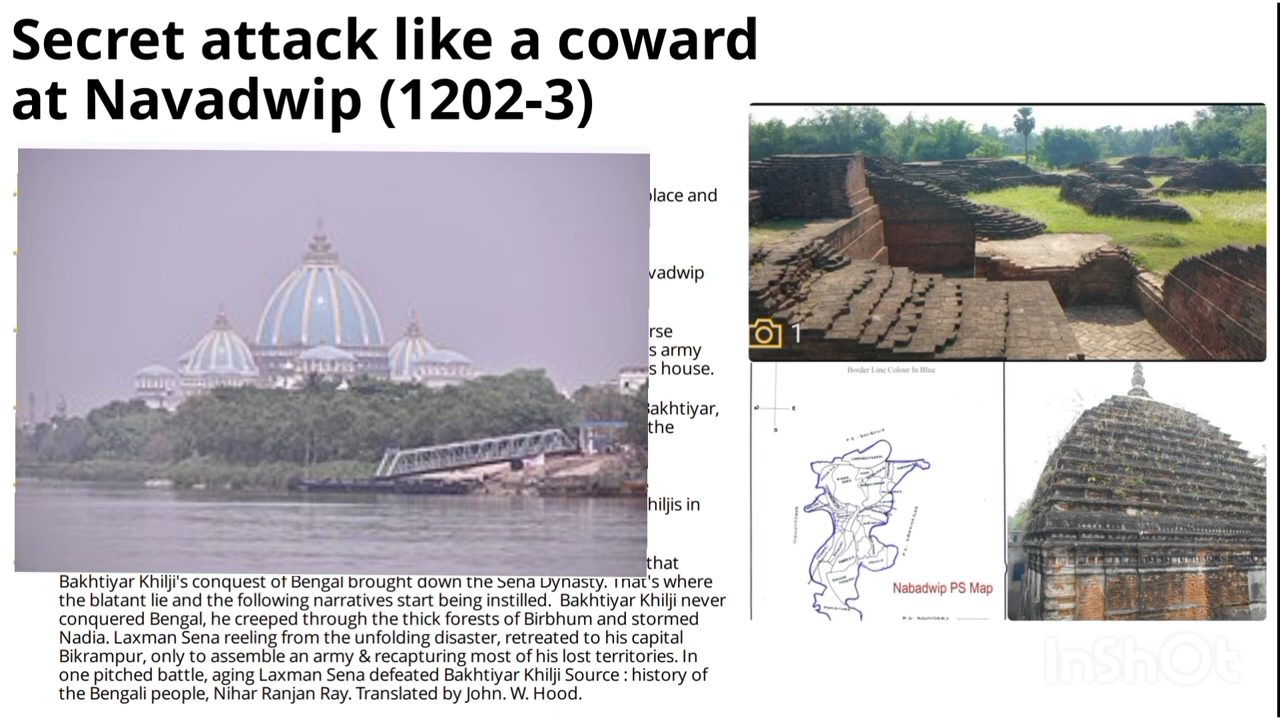 Secret attack like a coward
at Navadwip (1202-3)
place and
vadwip
rse
s army
s house.
Bakhtiyar,
the
hiljis in
that
Bakhtiyar Khilji's conquest of Bengal brought down the Sena Dynasty. That's where
the blatant lie and the following narratives start being instilled. Bakhtiyar Khilji never
conquered Bengal, he creeped through the thick forests of Birbhum and stormed
Nadia. Laxman Sena reeling from the unfolding disaster, retreated to his capital
Bikrampur, only to assemble an army & recapturing most of his lost territories. In
one pitched battle, aging Laxman Sena defeated Bakhtiyar Khilji Source : history of
the Bengali people, Nihar Ranjan Ray. Translated by John. W. Hood.
1
Border Line Colour In Blue
E
S
Nabadwip PS Map
InShOt